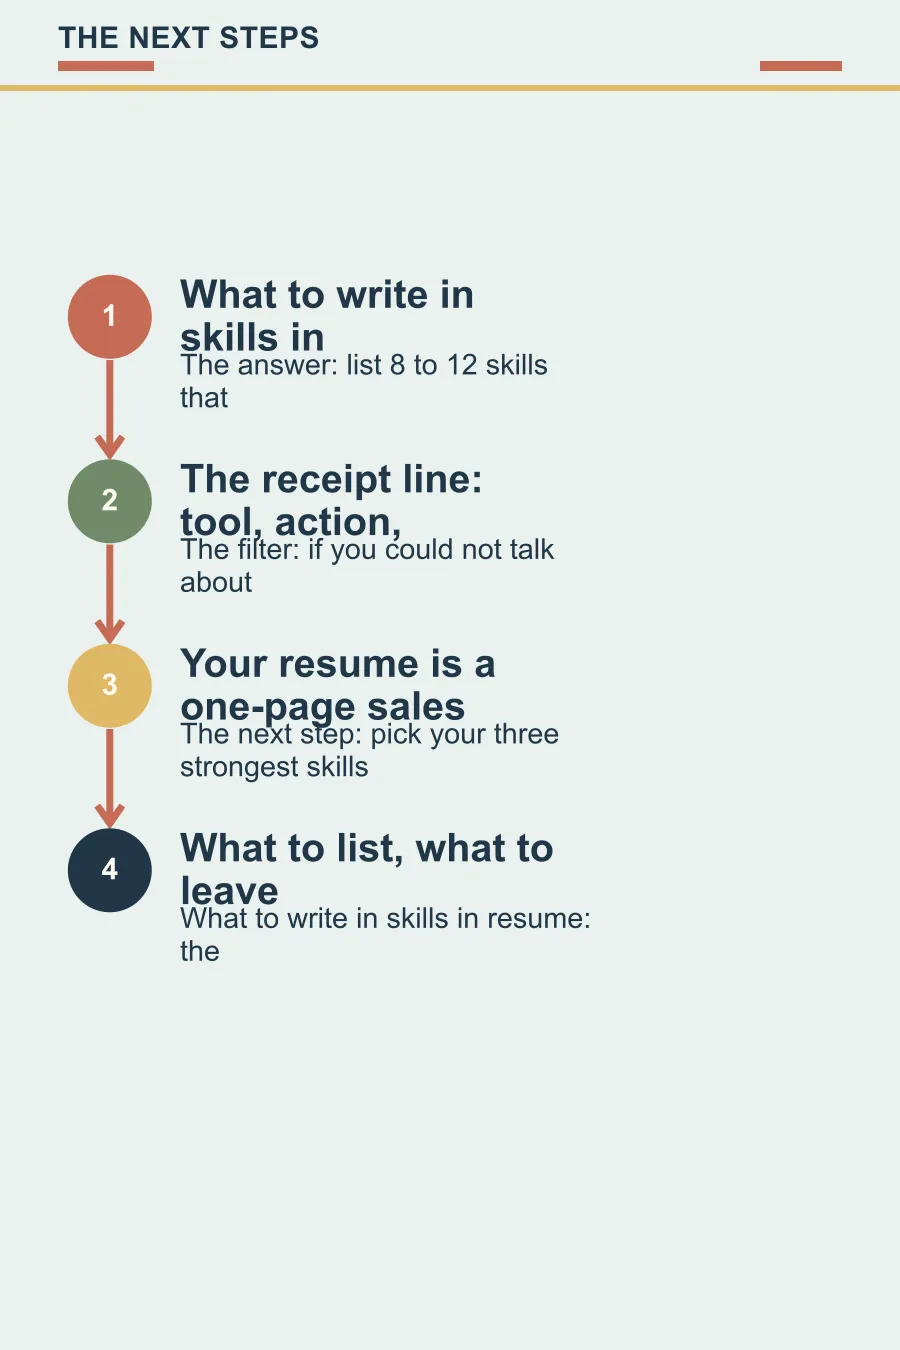 THE NEXT STEPS
1
What to write in
skills in
The answer: list 8 to 12 skills
that
2
The receipt line:
tool, action,
The filter: if you could not talk
about
3
Your resume is a
one-page sales
The next step: pick your three
strongest skills
4
What to list, what to
leave
What to write in skills in resume:
the